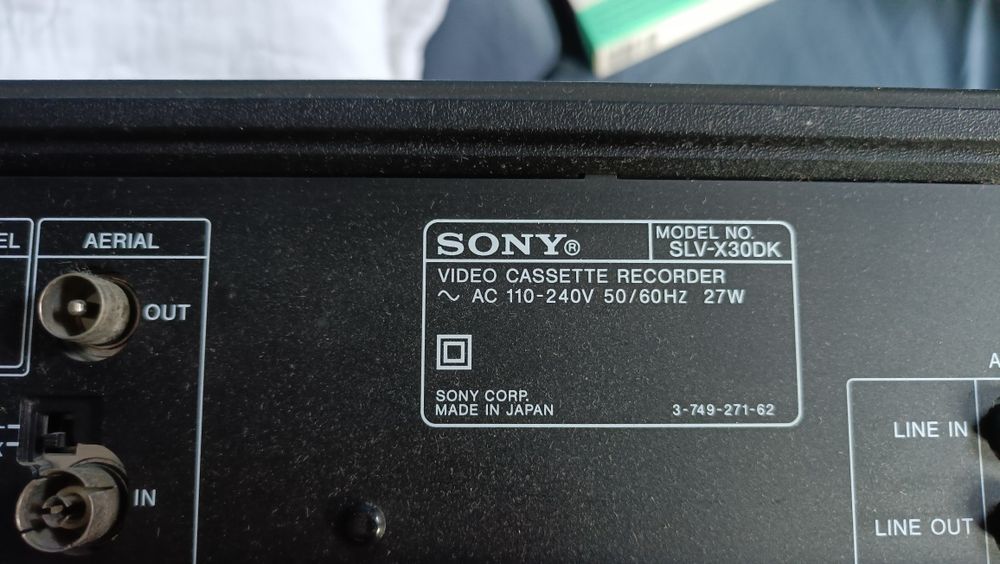 EL
AERIAL
OUT
IN
SONY®
MODEL NO.
SLV-X30DK
VIDEO CASSETTE RECORDER
~ AC 110-240V 50/60Hz 27W
SONY CORP.
MADE IN JAPAN
3-749-271-62
A
LINE IN
LINE OUT